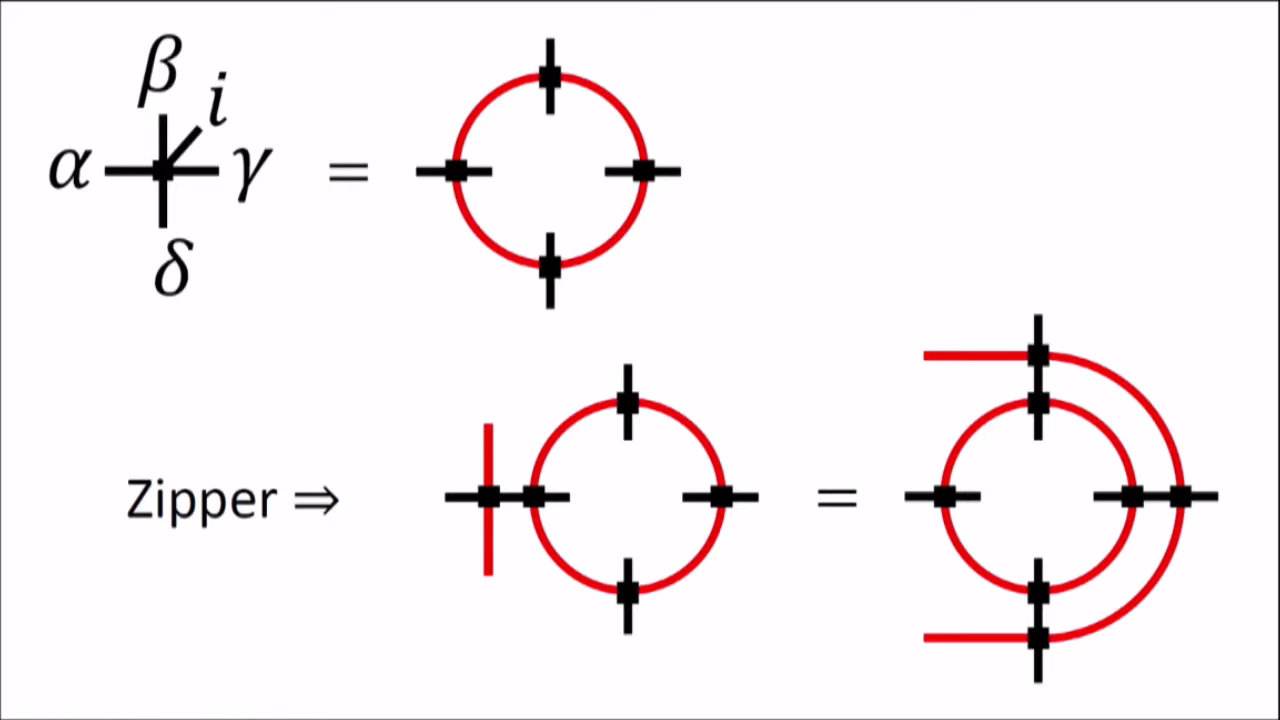 β
i
α γ =
δ
Zipper ⇒ =